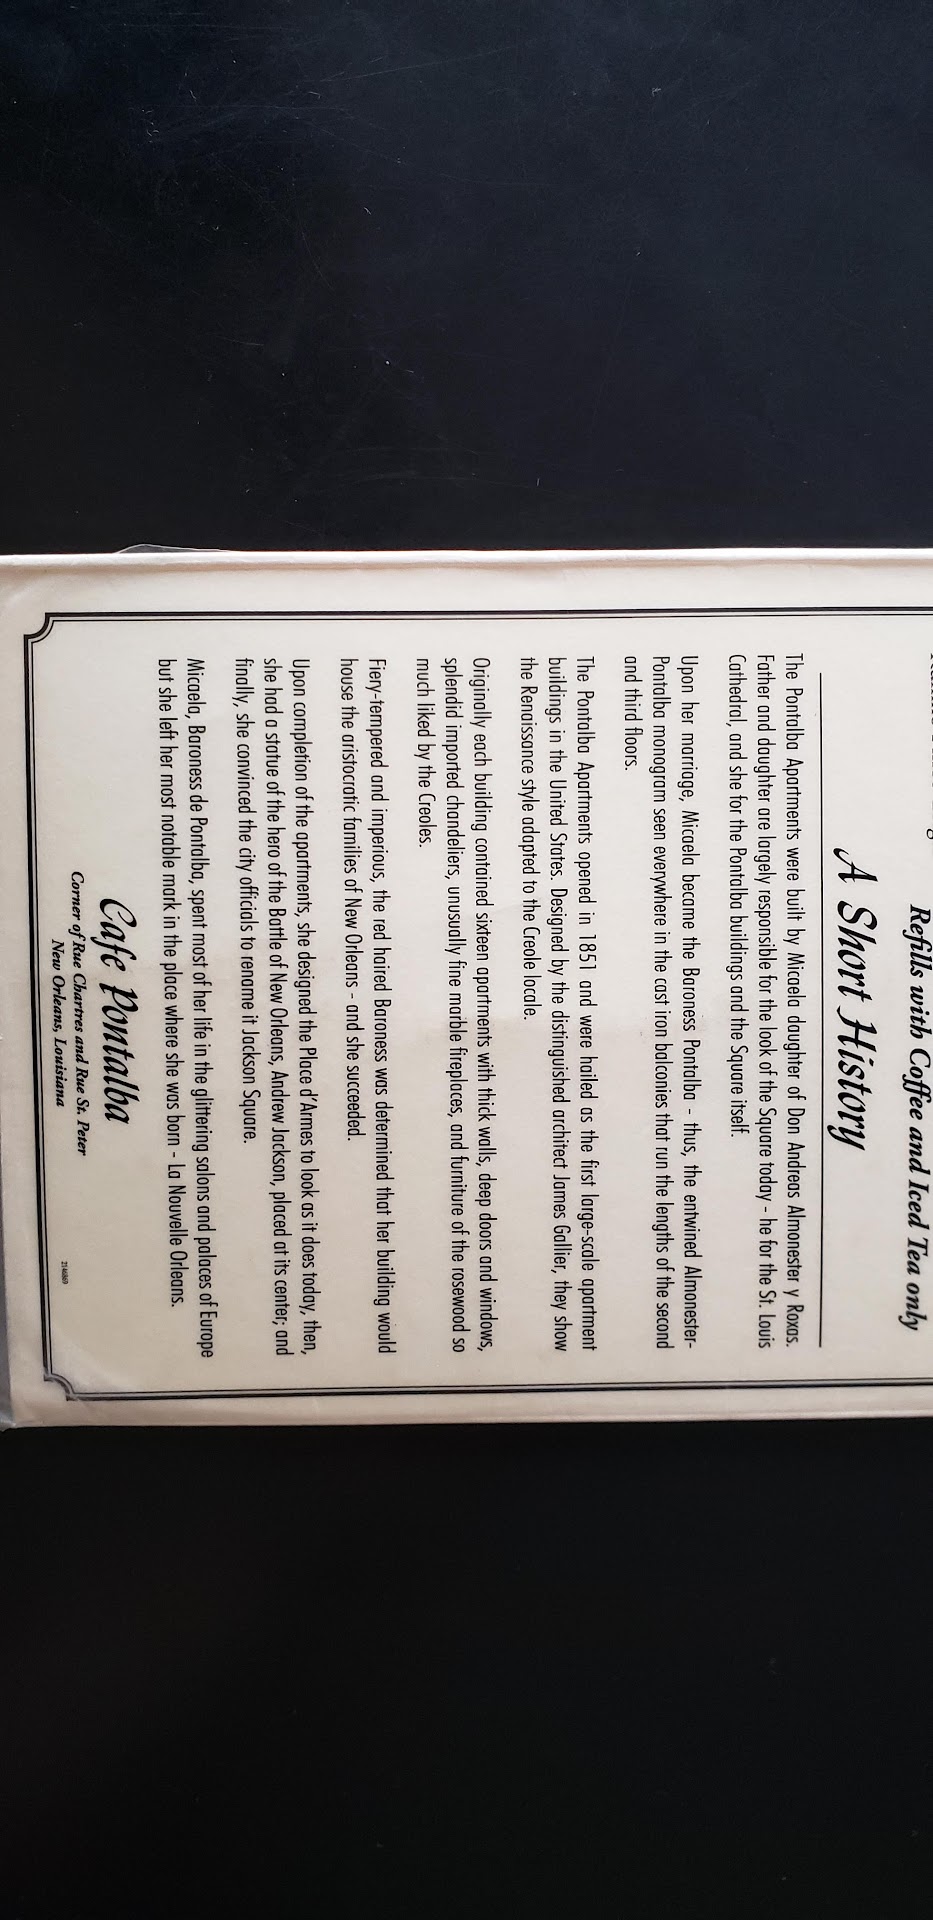 Refills with Coffee and Iced Tea only
A Short History
The Pontalba Apartments were built by Micaela daughter of Don Andreas Almonester y Roxas.
Father and daughter are largely responsible for the look of the Square today - he for the St. Louis
Cathedral, and she for the Pontalba buildings and the Square itself.
Upon her marriage, Micaela became the Baroness Pontalba - thus, the entwined Almonester-
Pontalba monogram seen everywhere in the cast iron balconies that run the lengths of the second
and third floors.
The Pontalba Apartments opened in 1851 and were hailed as the first large-scale apartment
buildings in the United States. Designed by the distinguished architect James Gallier, they show
the Renaissance style adapted to the Creole locale.
Originally each building contained sixteen apartments with thick walls, deep doors and windows,
splendid imported chandeliers, unusually fine marble fireplaces, and furniture of the rosewood so
much liked by the Creoles.
Fiery-tempered and imperious, the red haired Baroness was determined that her building would
house the aristocratic families of New Orleans - and she succeeded.
Upon completion of the apartments, she designed the Place d'Armes to look as it does today, then,
she had a statue of the hero of the Battle of New Orleans, Andrew Jackson, placed at its center; and
finally, she convinced the city officials to rename it Jackson Square.
Micaela, Baroness de Pontalba, spent most of her life in the glittering salons and palaces of Europe
but she left her most notable mark in the place where she was born - La Nouvelle Orleans.
Cafe Pontalba
Corner of Rue Chartres and Rue St. Peter
New Orleans, Louisiana